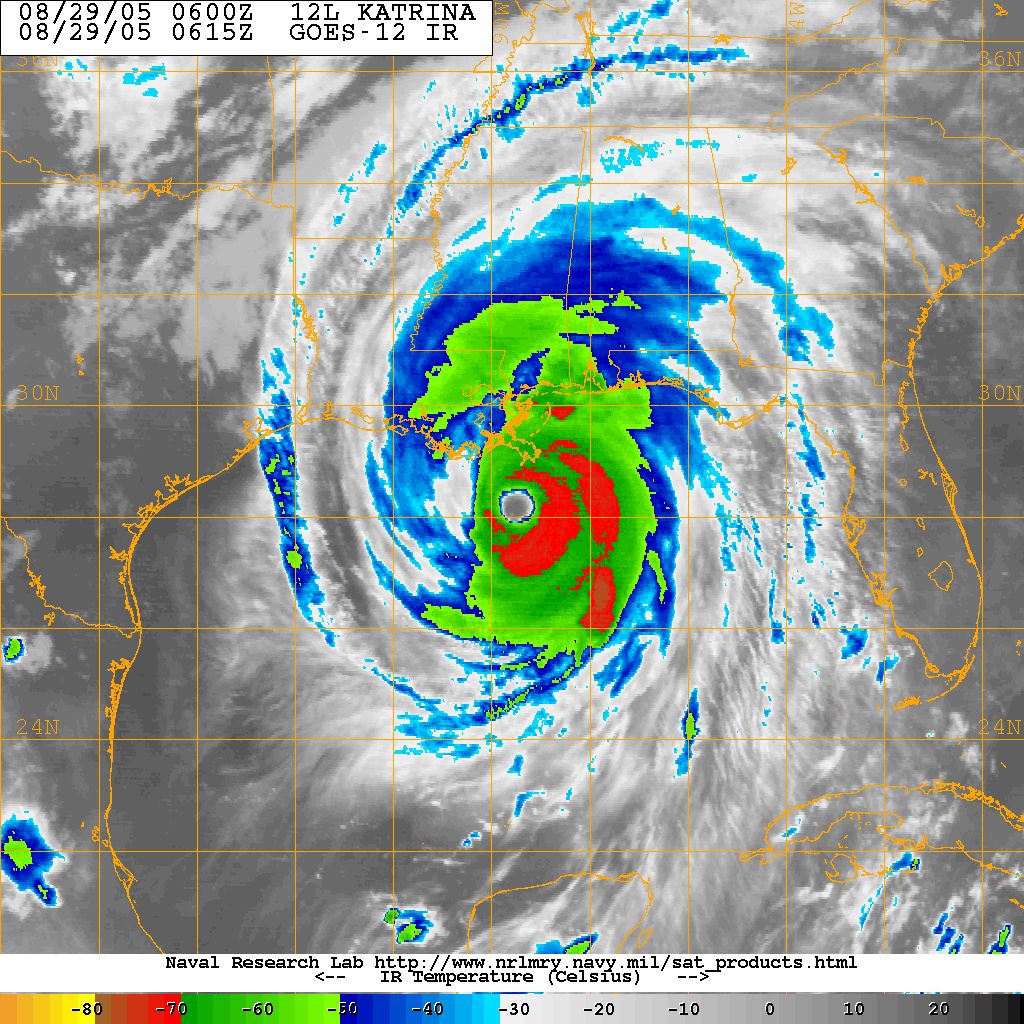 08/29/05 0600Z 12L KATRINA
08/29/05 0615Z GOES-12 IR
36N 36N
30N 30N
24N 24N
Naval Research Lab http://www.nrlmry.navy.mil/sat_products.html
<-- IR Temperature (Celsius) -->
-80 -70 -60 -50 -40 -30 -20 -10 0 10 20